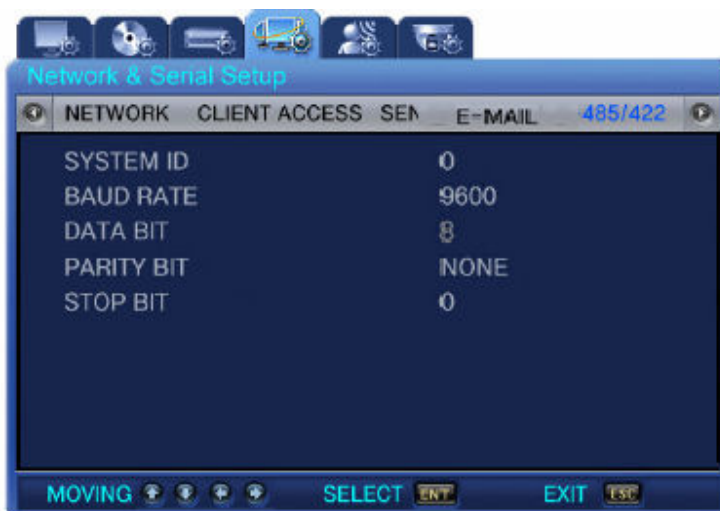 Network & Serial Setup
NETWORK CLIENT ACCESS SEN E-MAIL 485/422
SYSTEM ID 0
BAUD RATE 9600
DATA BIT 8
PARITY BIT NONE
STOP BIT 0
MOVING SELECT ENT EXIT ESC